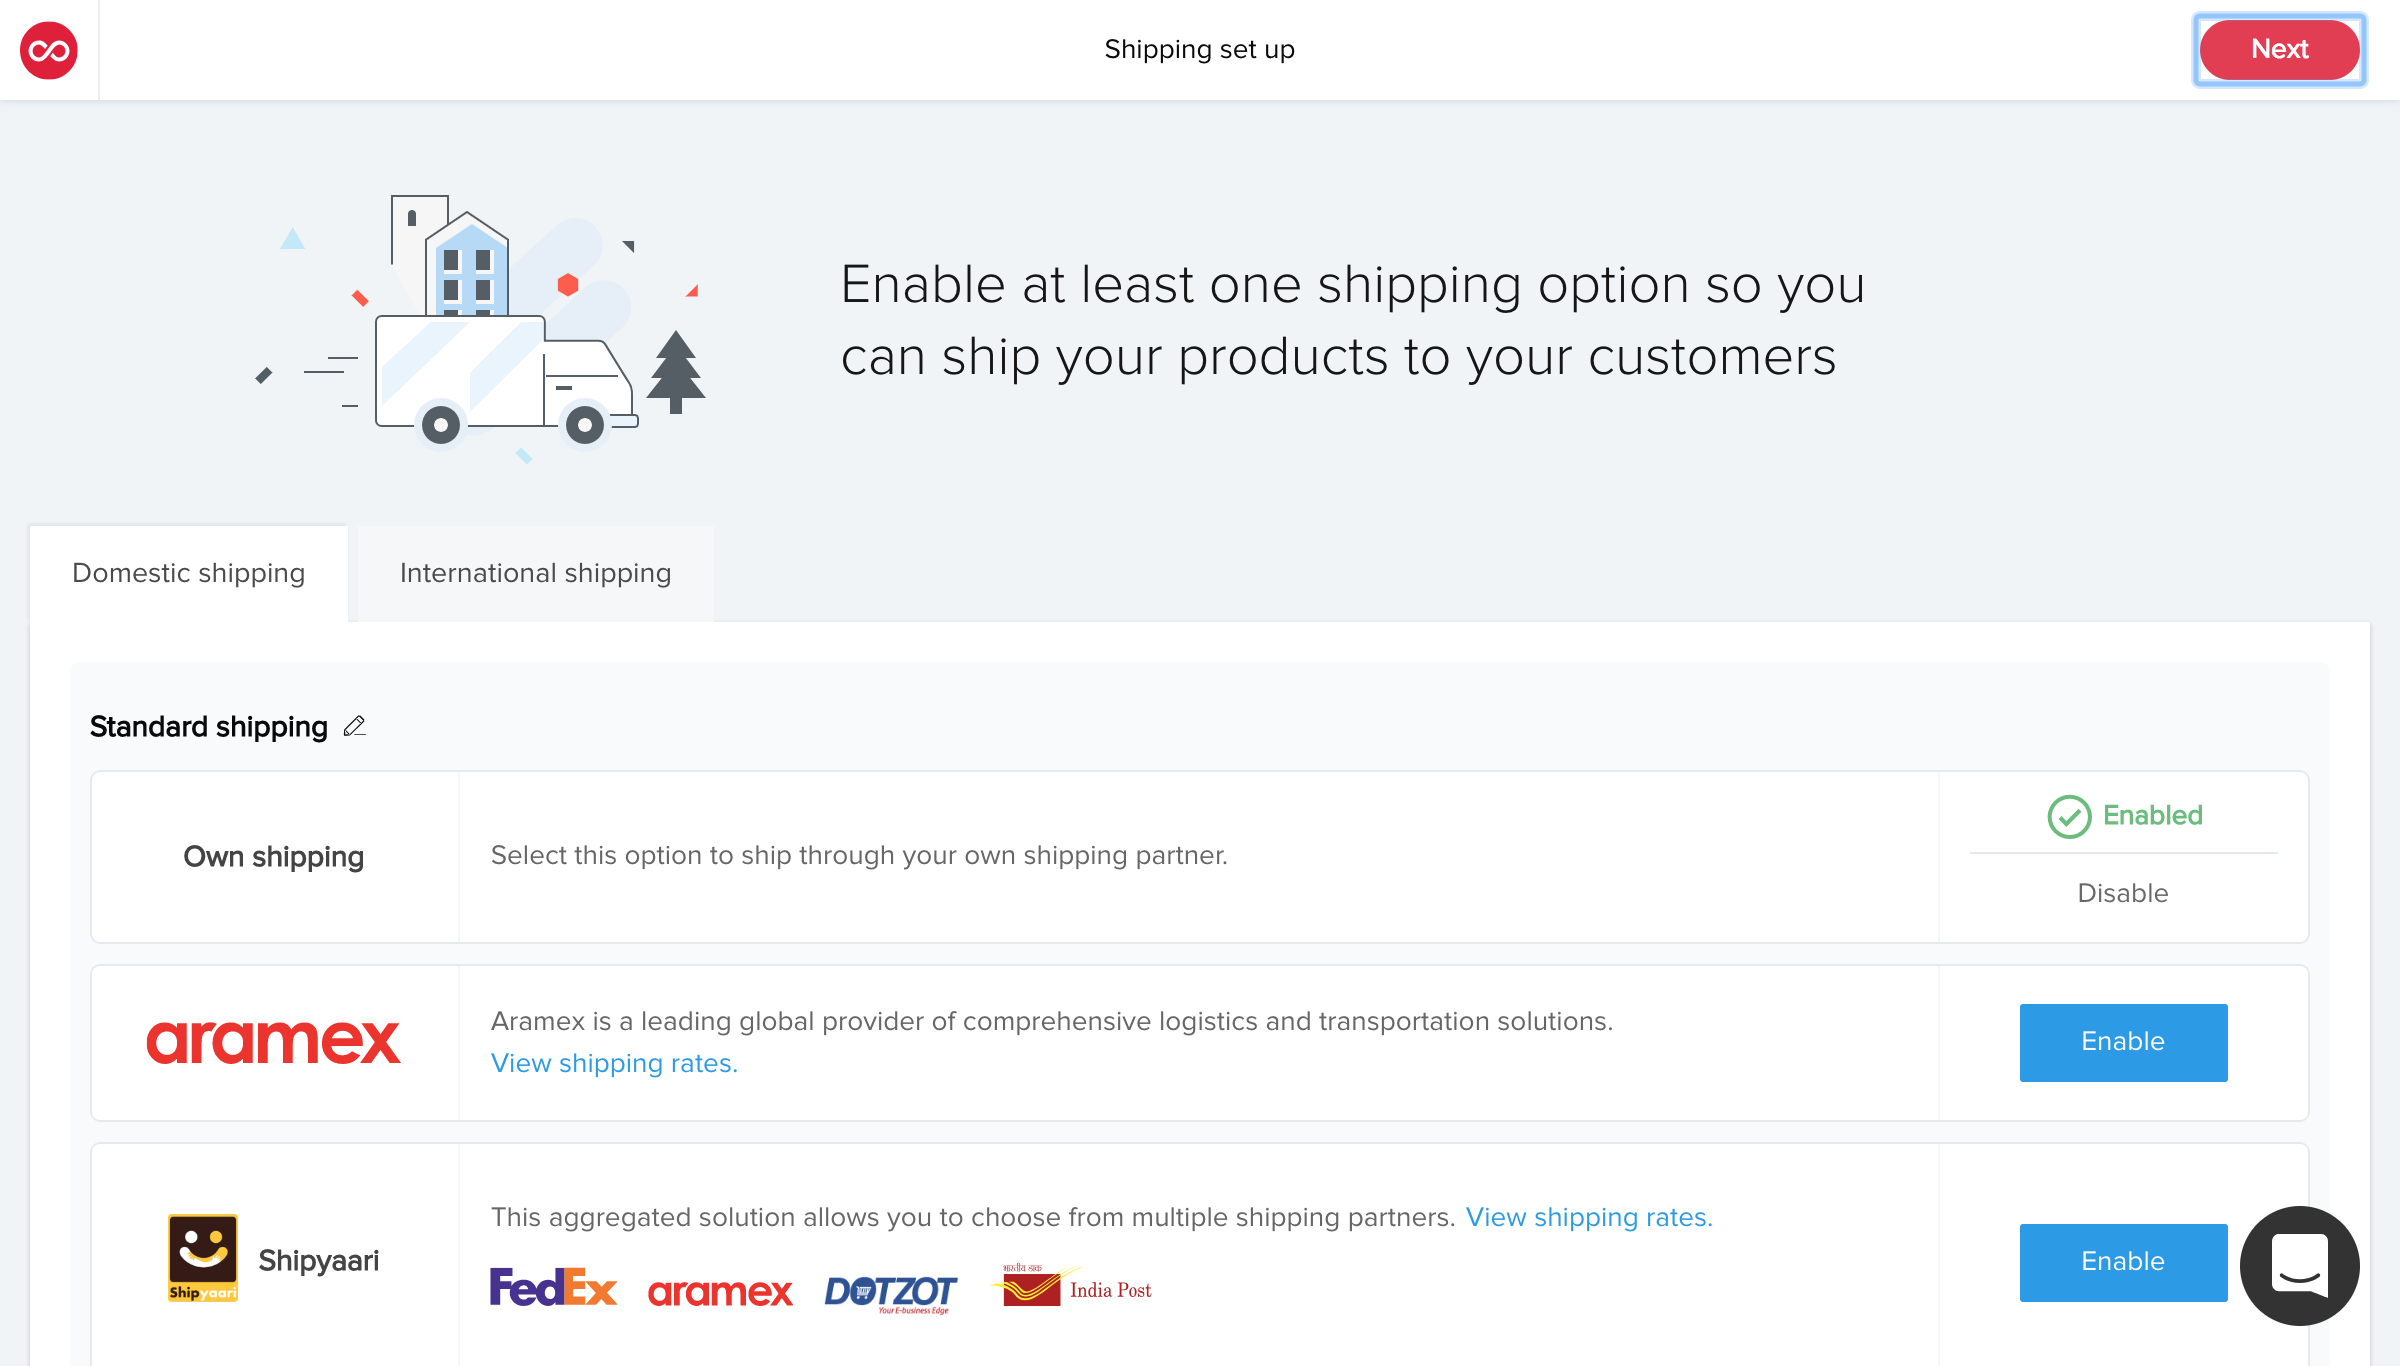 Shipping set up
Next
Enable at least one shipping option so you
can ship your products to your customers
Domestic shipping
International shipping
Standard shipping
Own shipping
Select this option to ship through your own shipping partner.
Enabled
Disable
aramex
Aramex is a leading global provider of comprehensive logistics and transportation solutions.
View shipping rates.
Enable
Shipyaari
Shipyaari
This aggregated solution allows you to choose from multiple shipping partners. View shipping rates.
FedEx
aramex
DOTZOT
Your E-business Edge
भारतीय डाक
India Post
Enable